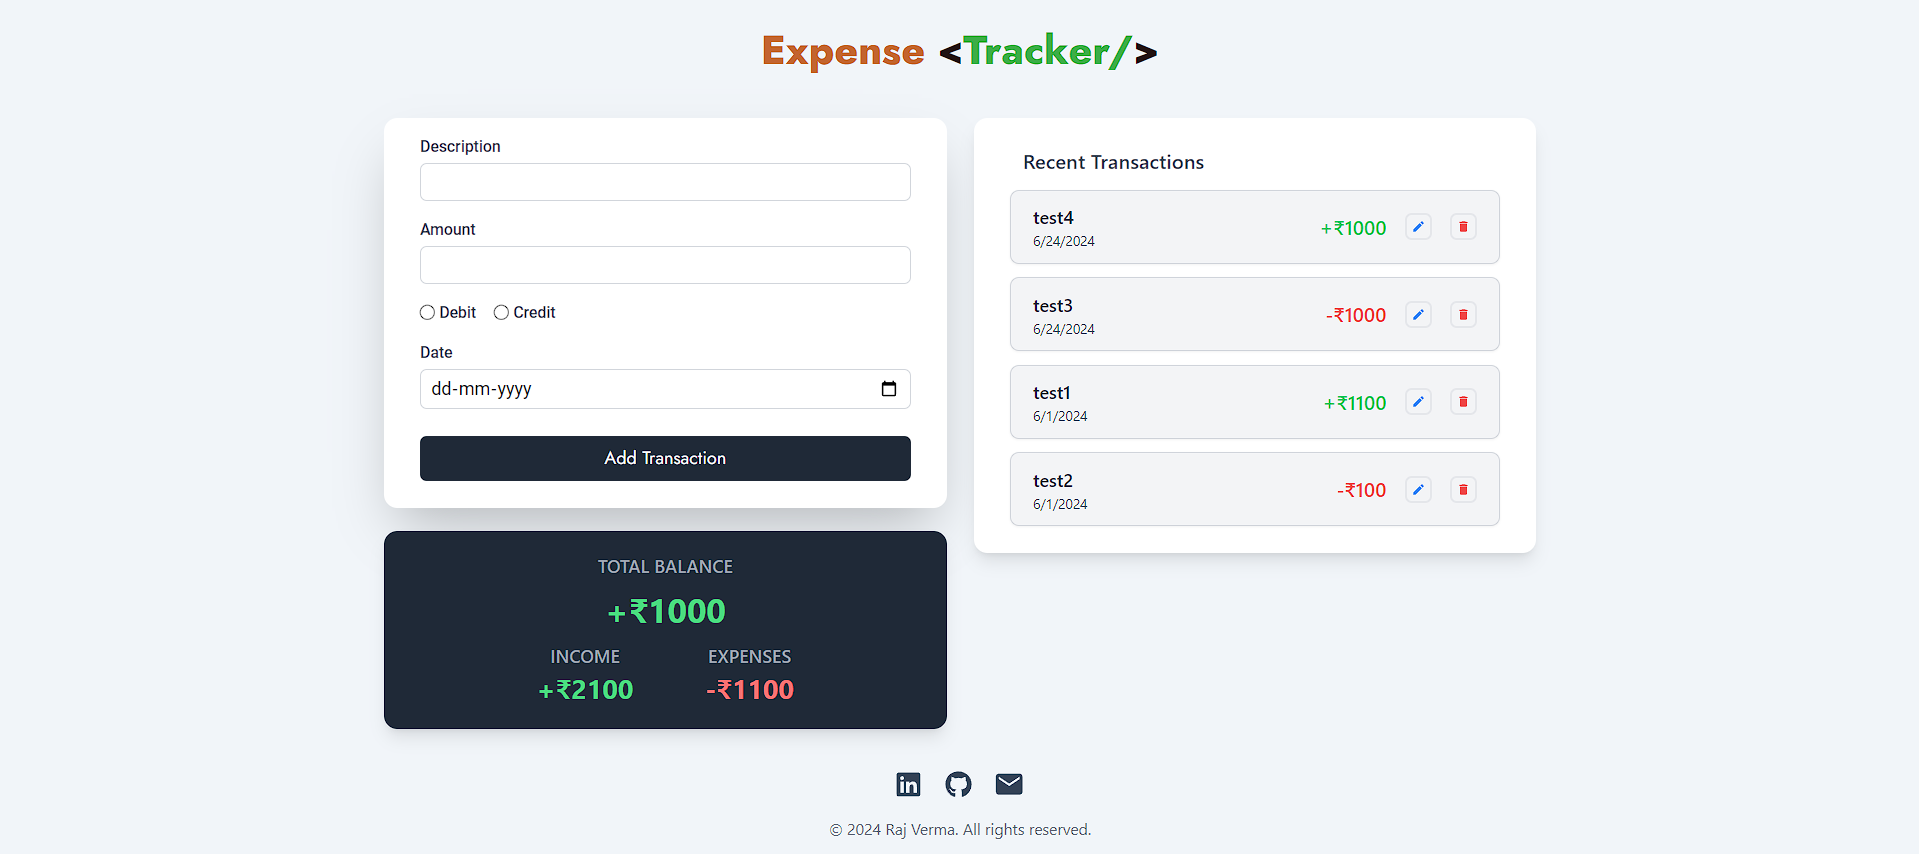 Expense <Tracker/>
Description
Amount
Debit Credit
Date
dd-mm-yyyy
Add Transaction
TOTAL BALANCE
+₹1000
INCOME EXPENSES
+₹2100 -₹1100
Recent Transactions
test4
+₹1000
6/24/2024
test3
-₹1000
6/24/2024
test1
+₹1100
6/1/2024
test2
-₹100
6/1/2024
in
© 2024 Raj Verma. All rights reserved.